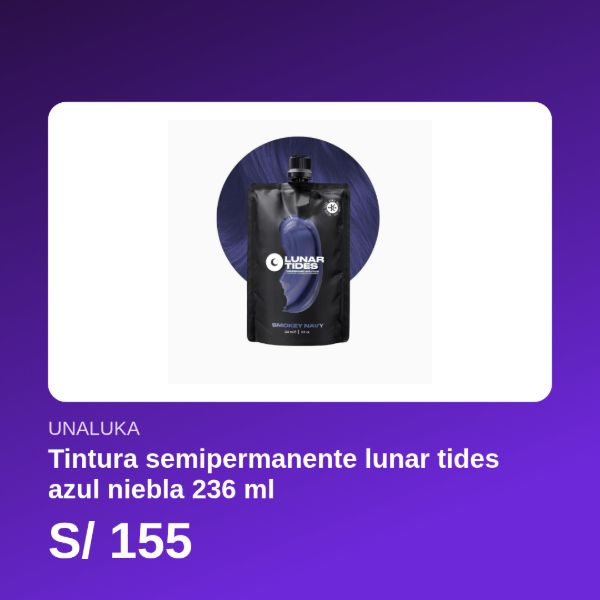 LUNAR
TIDES
SMOKEY NAVY
UNALUKA
Tintura semipermanente lunar tides
azul niebla 236 ml
S/ 155